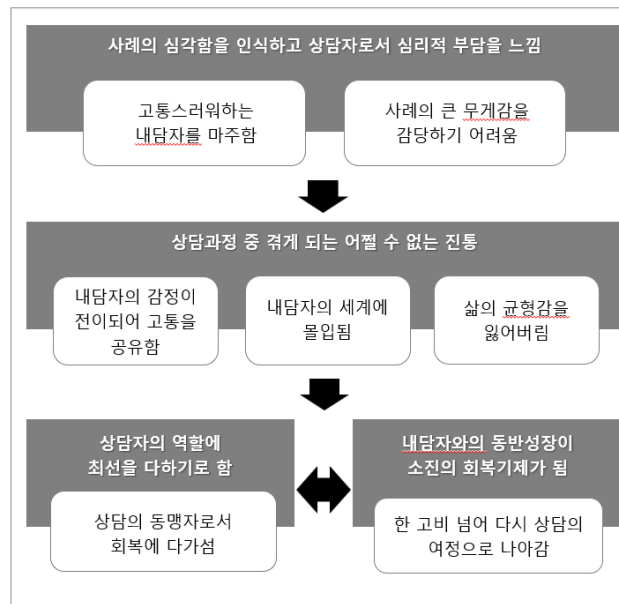 사례의 심각함을 인식하고 상담자로서 심리적 부담을 느낌
고통스러워하는
내담자를 마주함
사례의 큰 무게감을
감당하기 어려움
상담과정 중 겪게 되는 어쩔 수 없는 진통
내담자의 감정이
전이되어 고통을
공유함
내담자의 세계에
몰입됨
삶의 균형감을
잃어버림
상담자의 역할에
최선을 다하기로 함
상담의 동맹자로서
회복에 다가섬
내담자와의 동반성장이
소진의 회복기제가 됨
한 고비 넘어 다시 상담의
여정으로 나아감